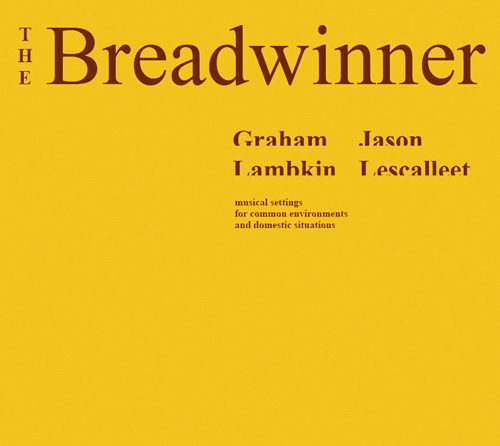 THE Breadwinner
Graham Jason
Lambkin Lescalleet
musical settings
for common environments
and domestic situations